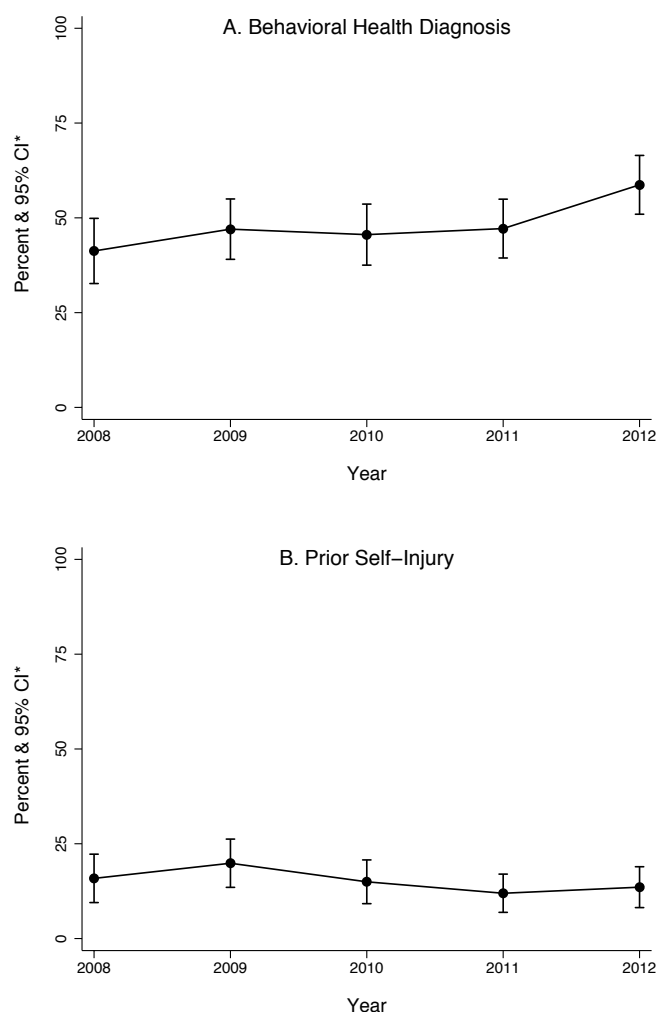 A. Behavioral Health Diagnosis
Percent & 95% CI*
100
75
50
25
0
2008 2009 2010 2011 2012
Year
B. Prior Self−Injury
Percent & 95% CI*
100
75
50
25
0
2008 2009 2010 2011 2012
Year